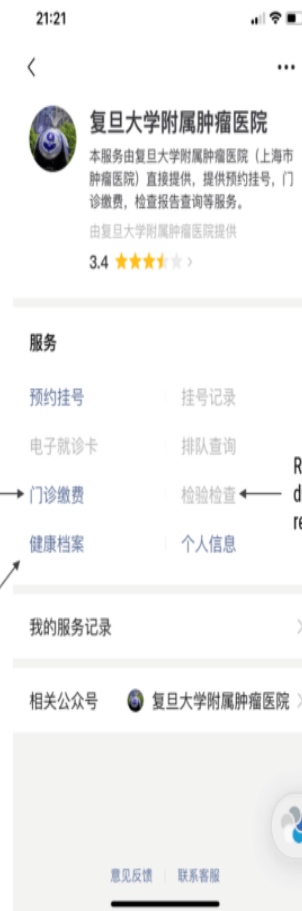 21:21
复旦大学附属肿瘤医院
本服务由复旦大学附属肿瘤医院（上海市
肿瘤医院）直接提供，提供预约挂号，门
诊缴费，检查报告查询等服务。
由复旦大学附属肿瘤医院提供
3.4
服务
预约挂号 挂号记录
电子就诊卡 排队查询
R
门诊缴费 检验检查 d
re
健康档案 个人信息
我的服务记录
相关公众号 复旦大学附属肿瘤医院
意见反馈 联系客服